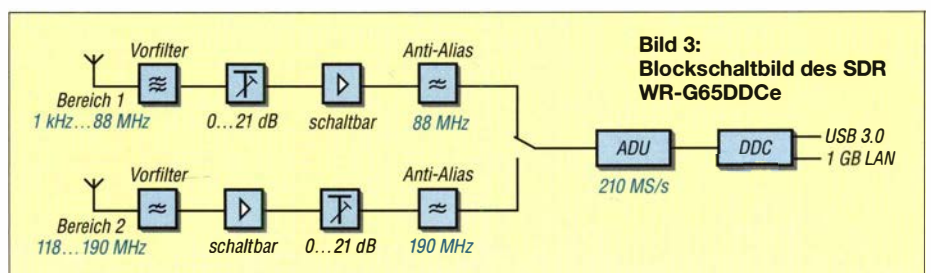 Bild 3:
Blockschaltbild des SDR
WR-G65DDCe
Vorfilter
Anti-Alias
Bereich 1
1 kHz...88 MHz
0...21 dB
schaltbar
88 MHz
ADU
210 MS/s
DDC
USB 3.0
1 GB LAN
Vorfilter
Anti-Alias
Bereich 2
118...190 MHz
schaltbar
0...21 dB
190 MHz